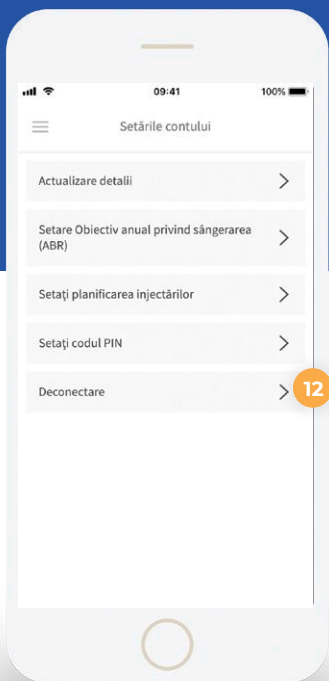 09:41
100%
Setările contului
Actualizare detalii
Setare Obiectiv anual privind sângerarea
(ABR)
Setați planificarea injectărilor
Setați codul PIN
Deconectare
12